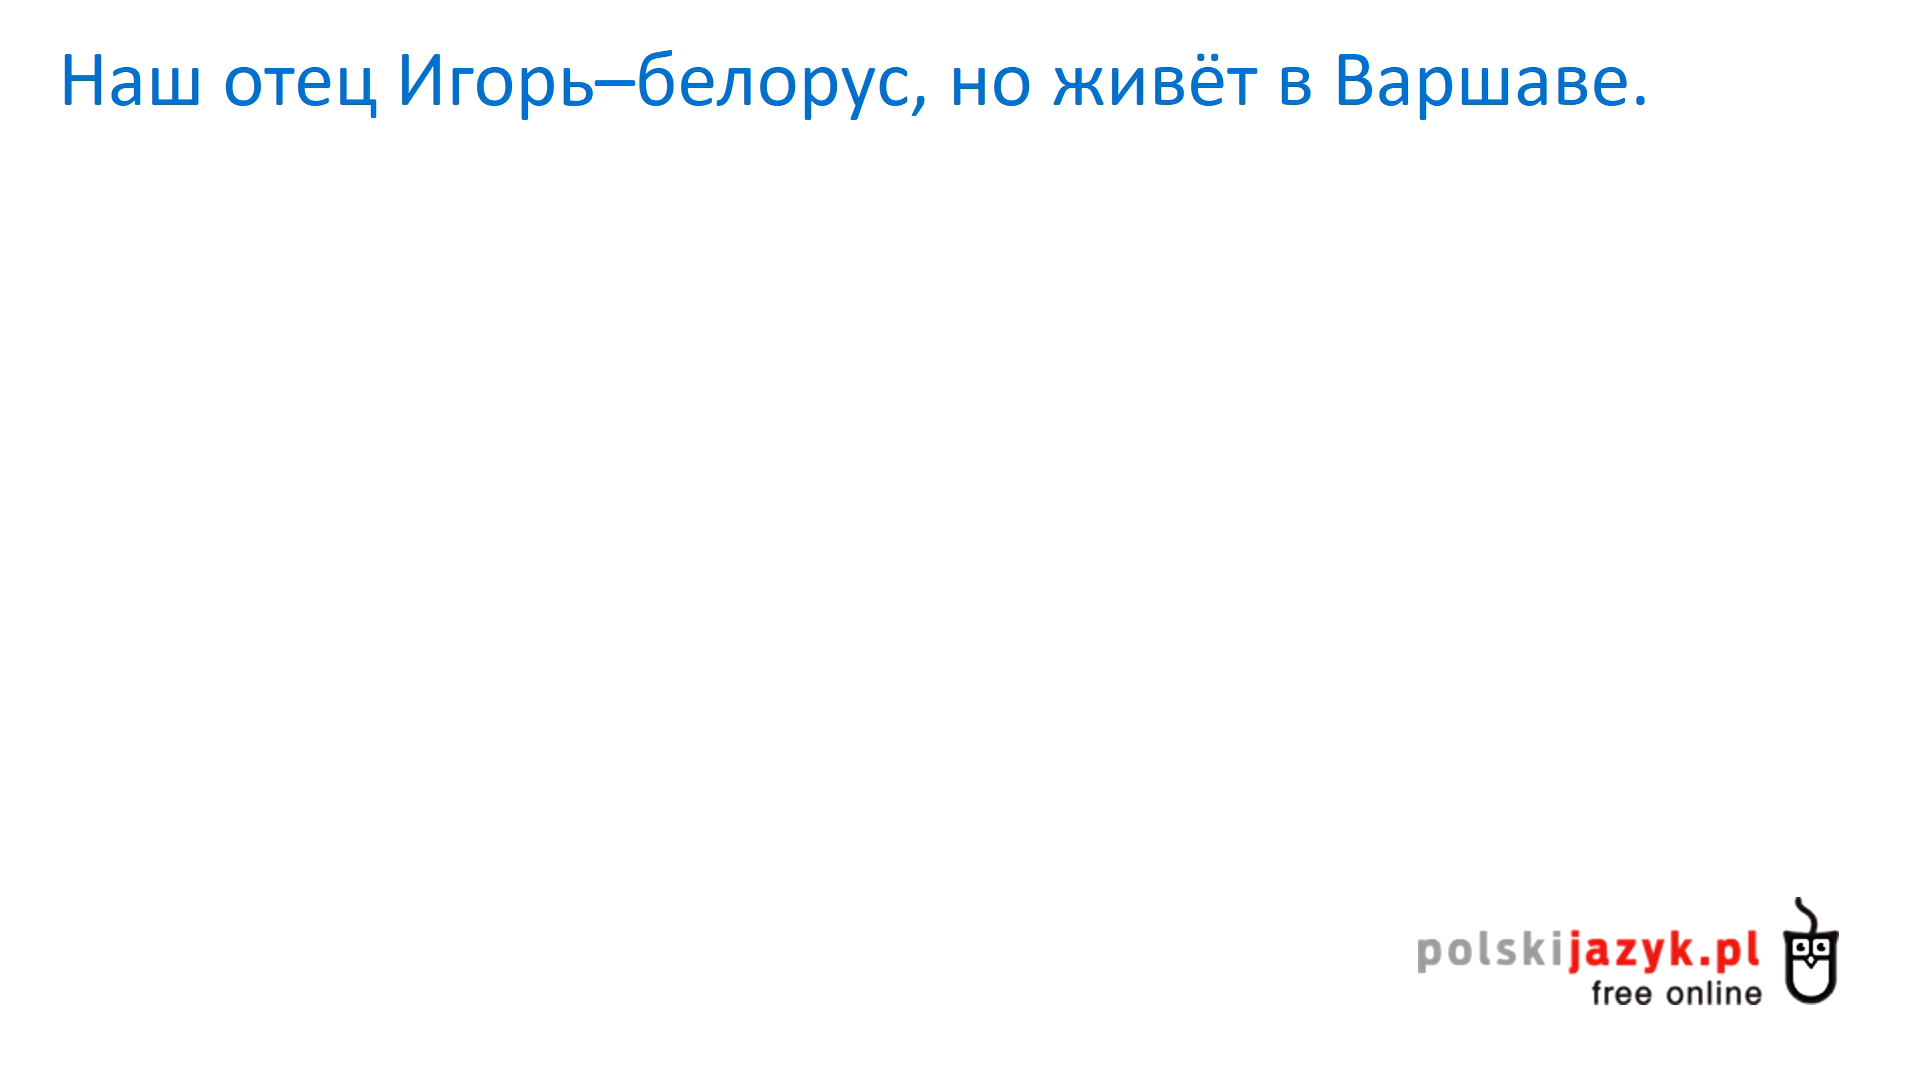 Наш отец Игорь–белорус, но живёт в Варшаве.
polskijazyk.pl
free online